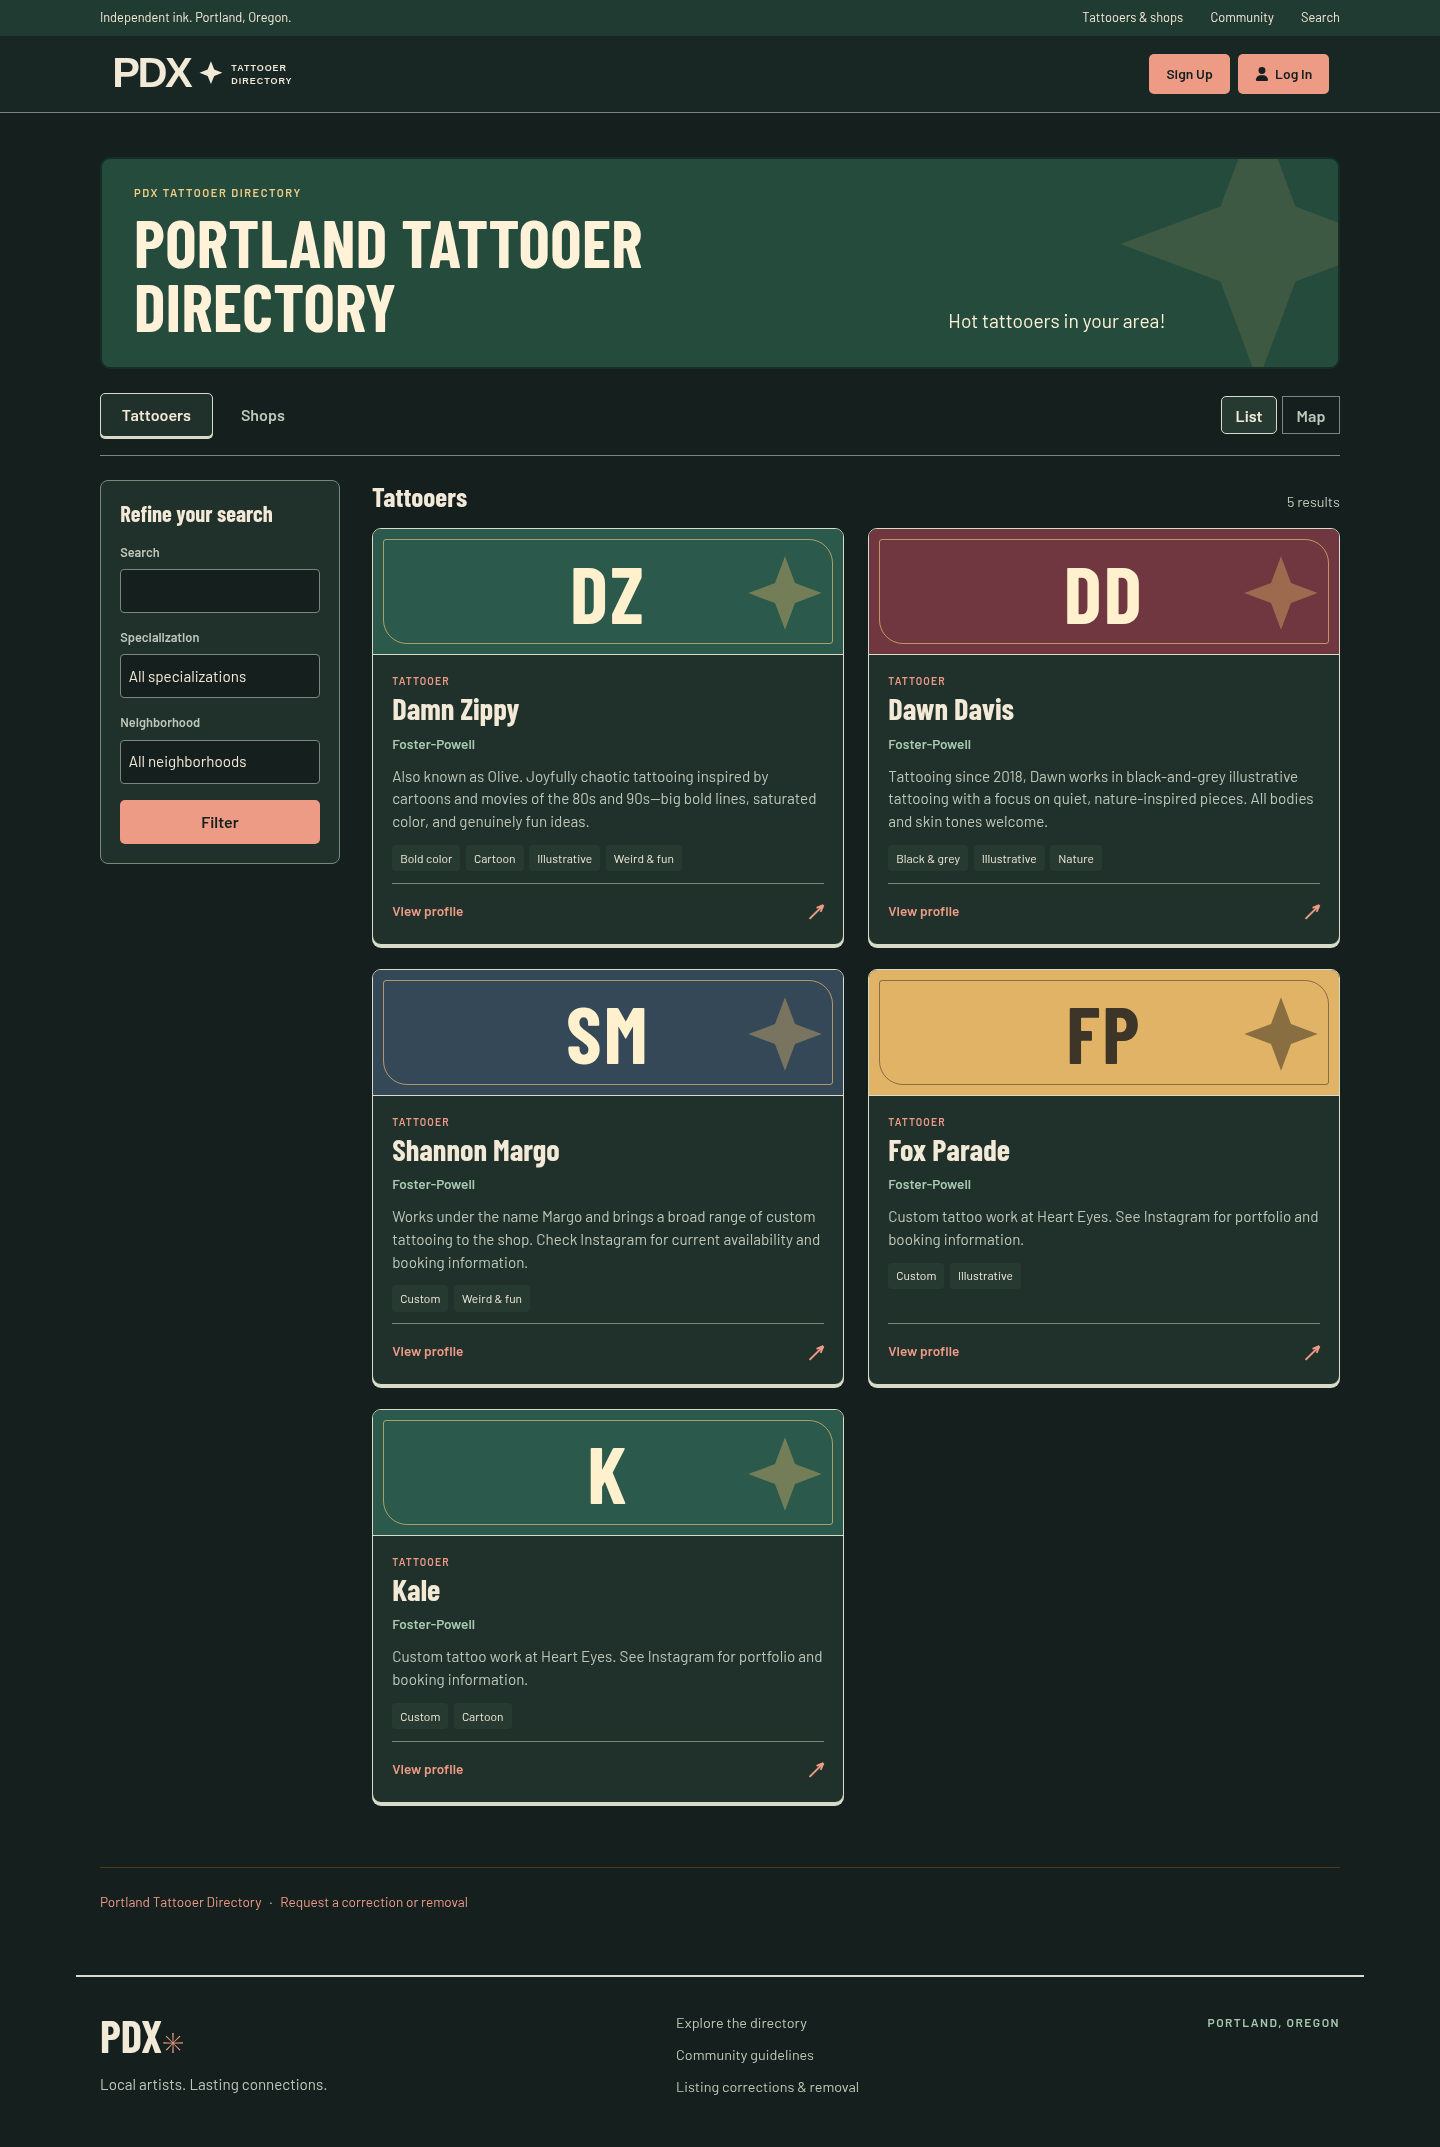 Independent ink. Portland, Oregon.
Tattooers & shops
Community
Search
PDX
TATTOOER
DIRECTORY
Sign Up
Log In
PDX TATTOOER DIRECTORY
PORTLAND TATTOOER
DIRECTORY
Hot tattooers in your area!
Tattooers
Shops
List
Map
Refine your search
Search
Specialization
All specializations
Neighborhood
All neighborhoods
Filter
Tattooers
5 results
DZ
TATTOOER
Damn Zippy
Foster-Powell
Also known as Olive. Joyfully chaotic tattooing inspired by
cartoons and movies of the 80s and 90s—big bold lines, saturated
color, and genuinely fun ideas.
Bold color
Cartoon
Illustrative
Weird & fun
View profile
DD
TATTOOER
Dawn Davis
Foster-Powell
Tattooing since 2018, Dawn works in black-and-grey illustrative
tattooing with a focus on quiet, nature-inspired pieces. All bodies
and skin tones welcome.
Black & grey
Illustrative
Nature
View profile
SM
TATTOOER
Shannon Margo
Foster-Powell
Works under the name Margo and brings a broad range of custom
tattooing to the shop. Check Instagram for current availability and
booking information.
Custom
Weird & fun
View profile
FP
TATTOOER
Fox Parade
Foster-Powell
Custom tattoo work at Heart Eyes. See Instagram for portfolio and
booking information.
Custom
Illustrative
View profile
K
TATTOOER
Kale
Foster-Powell
Custom tattoo work at Heart Eyes. See Instagram for portfolio and
booking information.
Custom
Cartoon
View profile
Portland Tattooer Directory · Request a correction or removal
PDX
Local artists. Lasting connections.
Explore the directory
Community guidelines
Listing corrections & removal
PORTLAND, OREGON